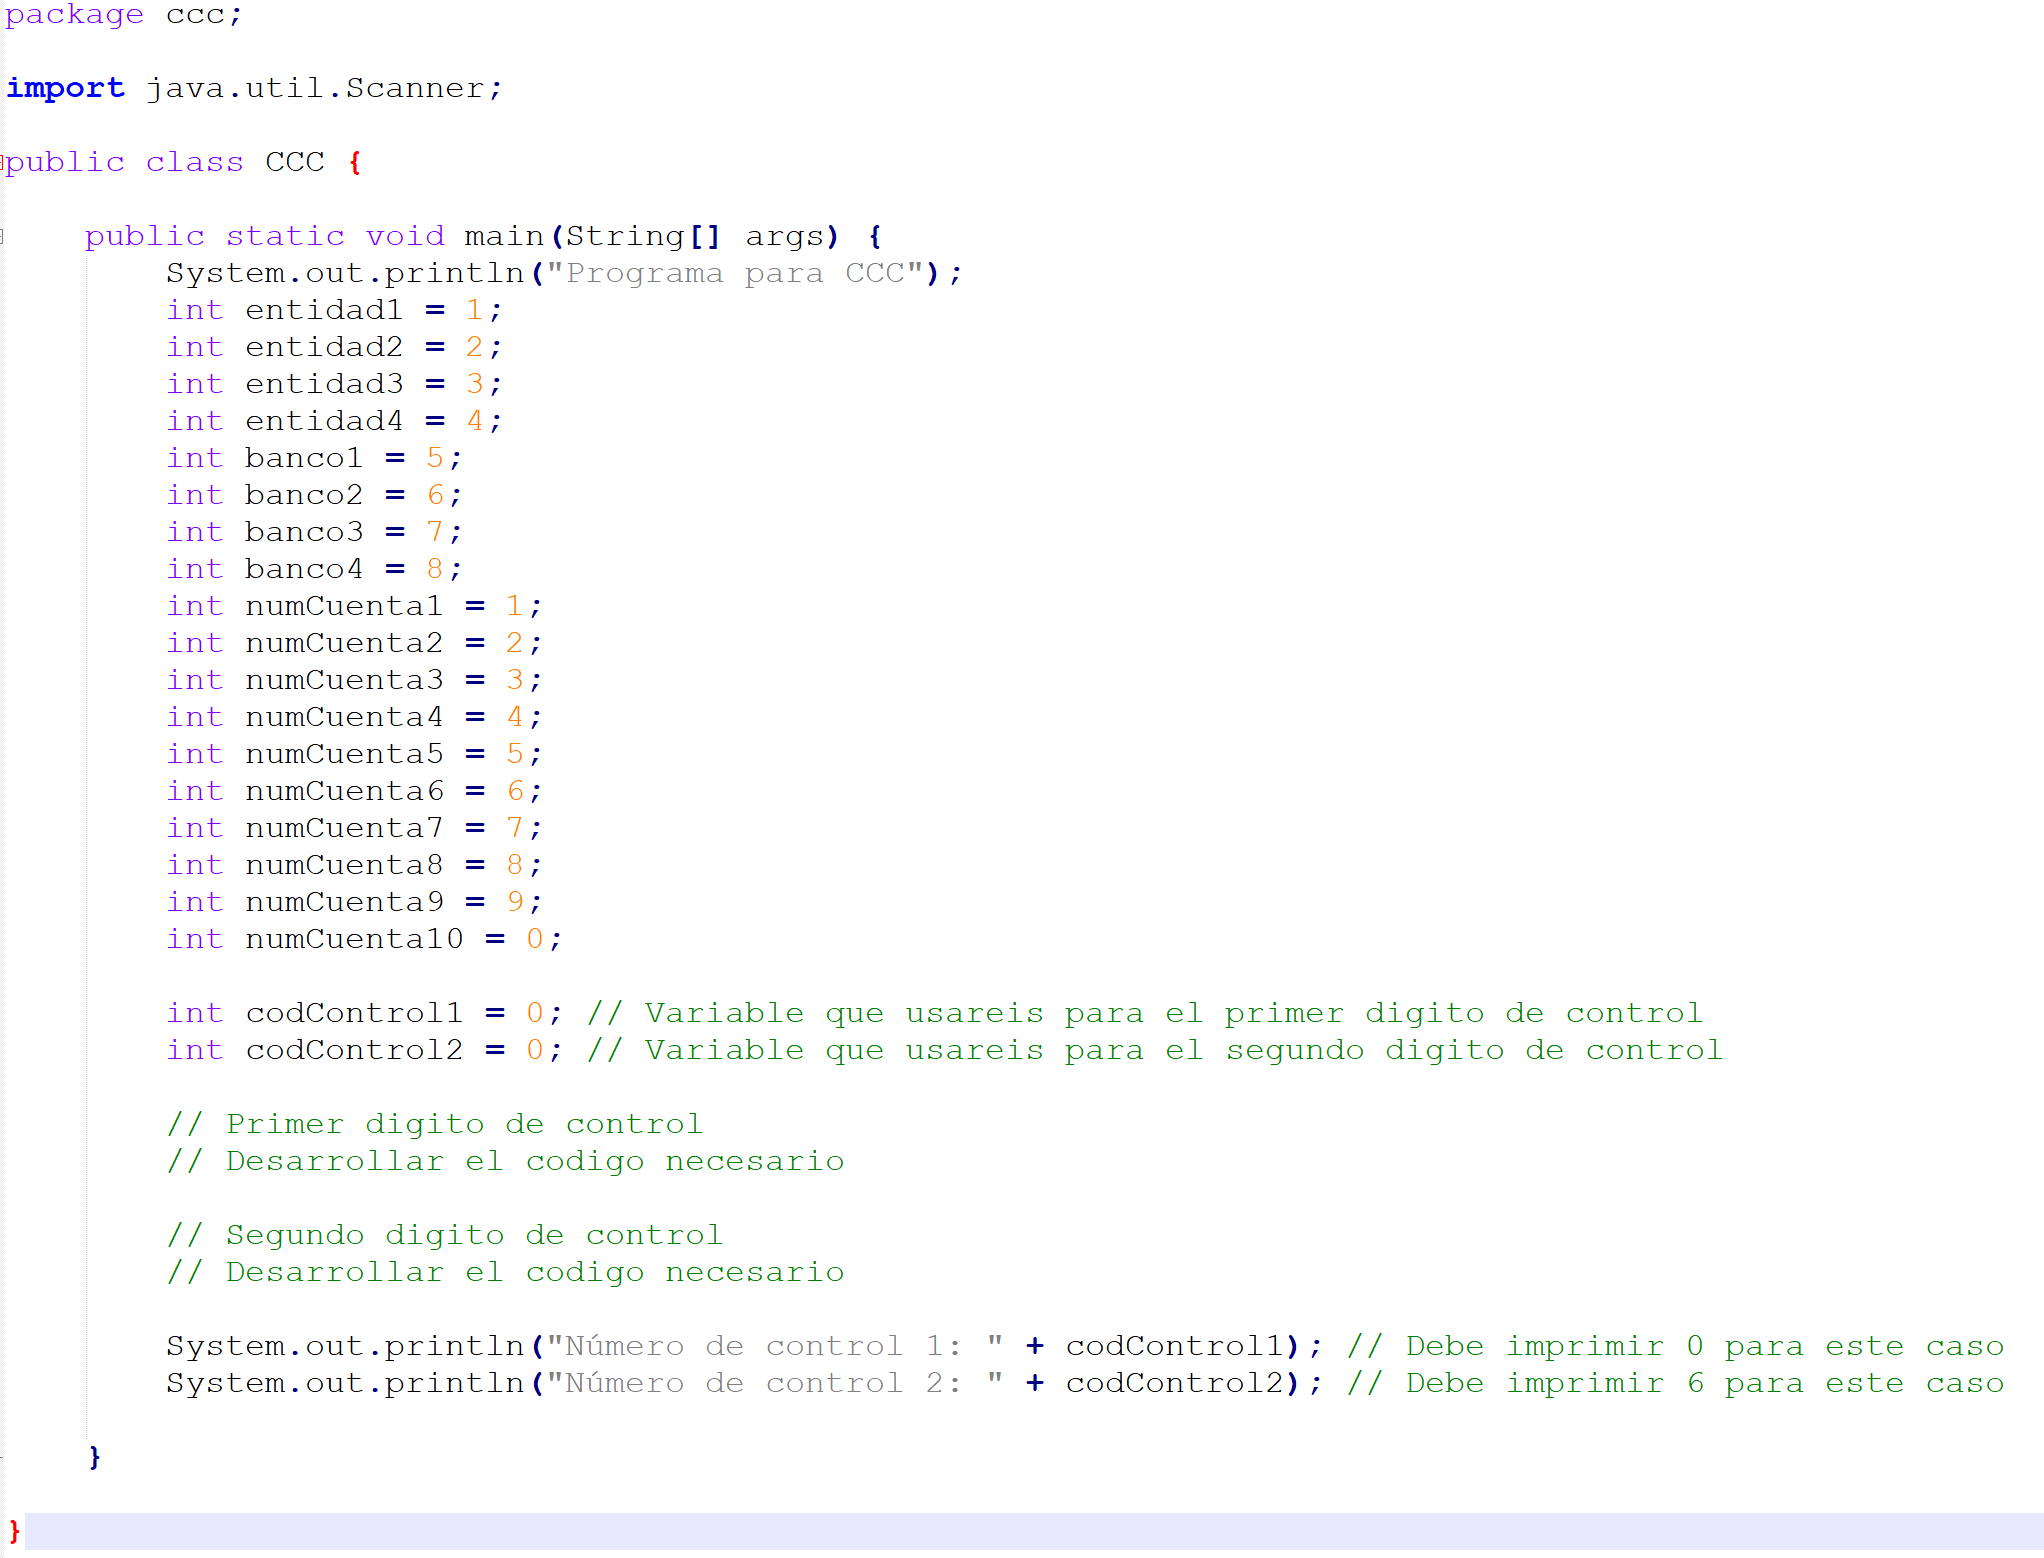 package ccc;
import java.util.Scanner;
public class CCC {
public static void main(String[] args) {
System.out.println("Programa para CCC");
int entidad1 = 1;
int entidad2 = 2;
int entidad3 = 3;
int entidad4 = 4;
int banco1 = 5;
int banco2 = 6;
int banco3 = 7;
int banco4 = 8;
int numCuenta1 = 1;
int numCuenta2 = 2;
int numCuenta3 = 3;
int numCuenta4 = 4;
int numCuenta5 = 5;
int numCuenta6 = 6;
int numCuenta7 = 7;
int numCuenta8 = 8;
int numCuenta9 = 9;
int numCuenta10 = 0;
int codControl1 = 0; // Variable que usareis para el primer digito de control
int codControl2 = 0; // Variable que usareis para el segundo digito de control
// Primer digito de control
// Desarrollar el codigo necesario
// Segundo digito de control
// Desarrollar el codigo necesario
System.out.println("Número de control 1: " + codControl1); // Debe imprimir 0 para este caso
System.out.println("Número de control 2: " + codControl2); // Debe imprimir 6 para este caso
}
}